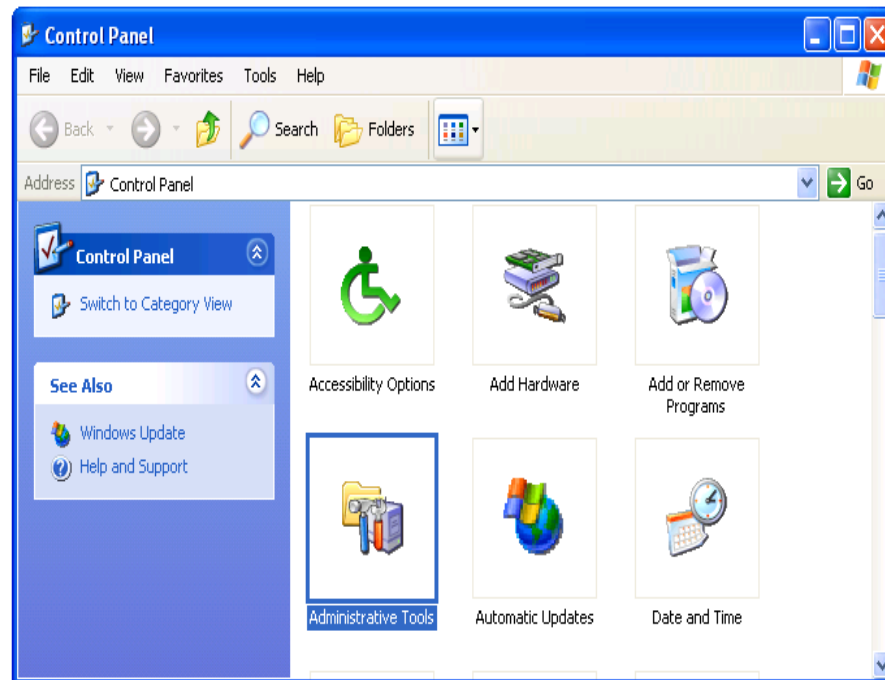 Control Panel
File Edit View Favorites Tools Help
Back Search Folders
Address Control Panel Go
Control Panel
Switch to Category View
See Also
Windows Update
Help and Support
Accessibility Options Add Hardware Add or Remove
Programs
Administrative Tools Automatic Updates Date and Time